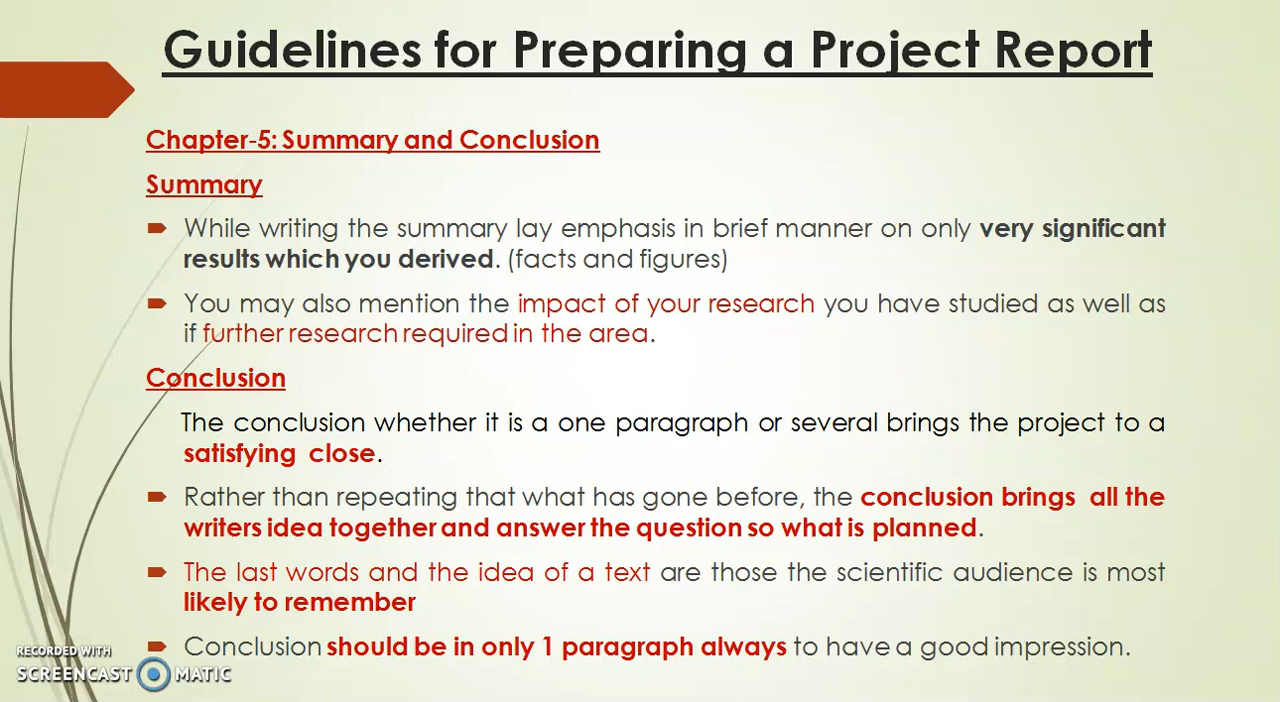 Guidelines for Preparing a Project Report
Chapter-5: Summary and Conclusion
Summary
While writing the summary lay emphasis in brief manner on only very significant
results which you derived. (facts and figures)
You may also mention the impact of your research you have studied as well as
if further research required in the area.
Conclusion
The conclusion whether it is a one paragraph or several brings the project to a
satisfying close.
Rather than repeating that what has gone before, the conclusion brings all the
writers idea together and answer the question so what is planned.
The last words and the idea of a text are those the scientific audience is most
likely to remember
Conclusion should be in only 1 paragraph always to have a good impression.
RECORDED WITH
SCREENCAST MATIC